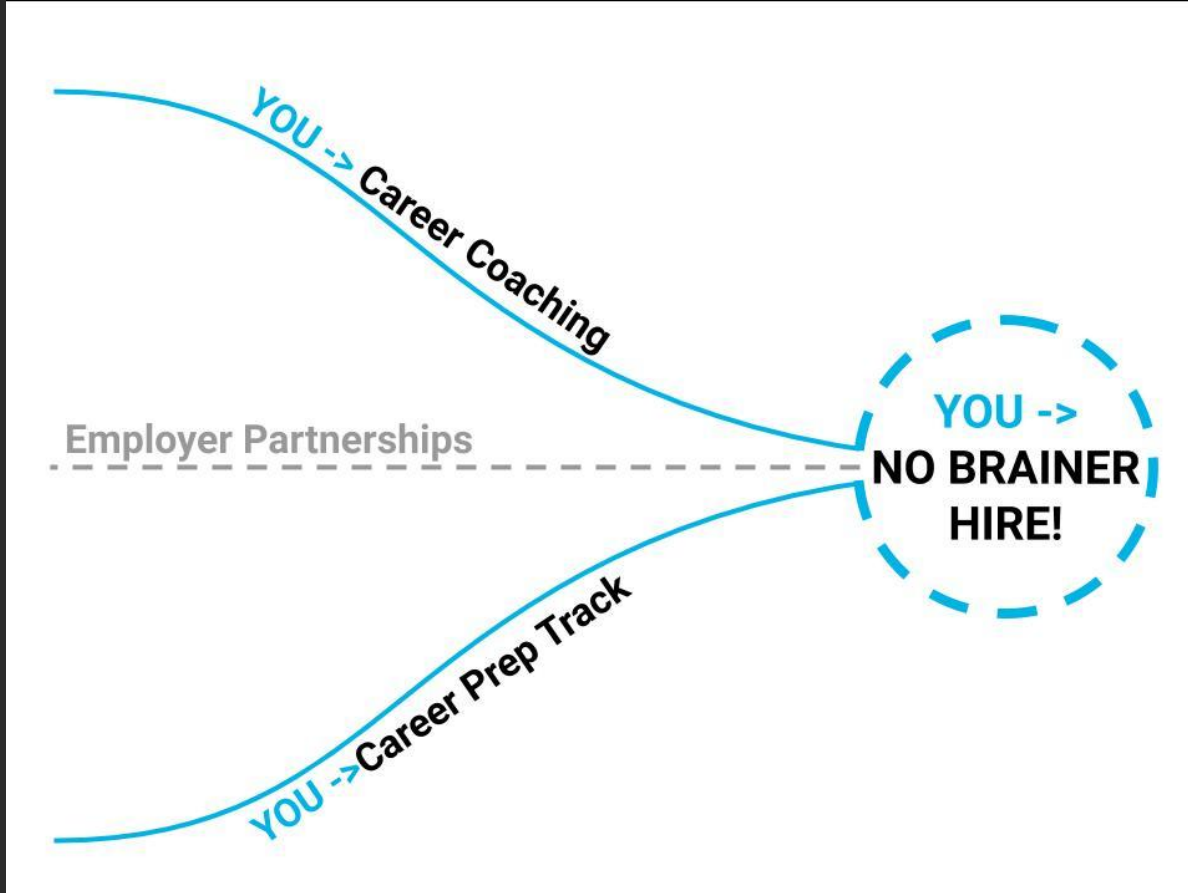 YOU -> Career Coaching
Employer Partnerships
YOU ->
NO BRAINER
HIRE!
YOU ->Career Prep Track